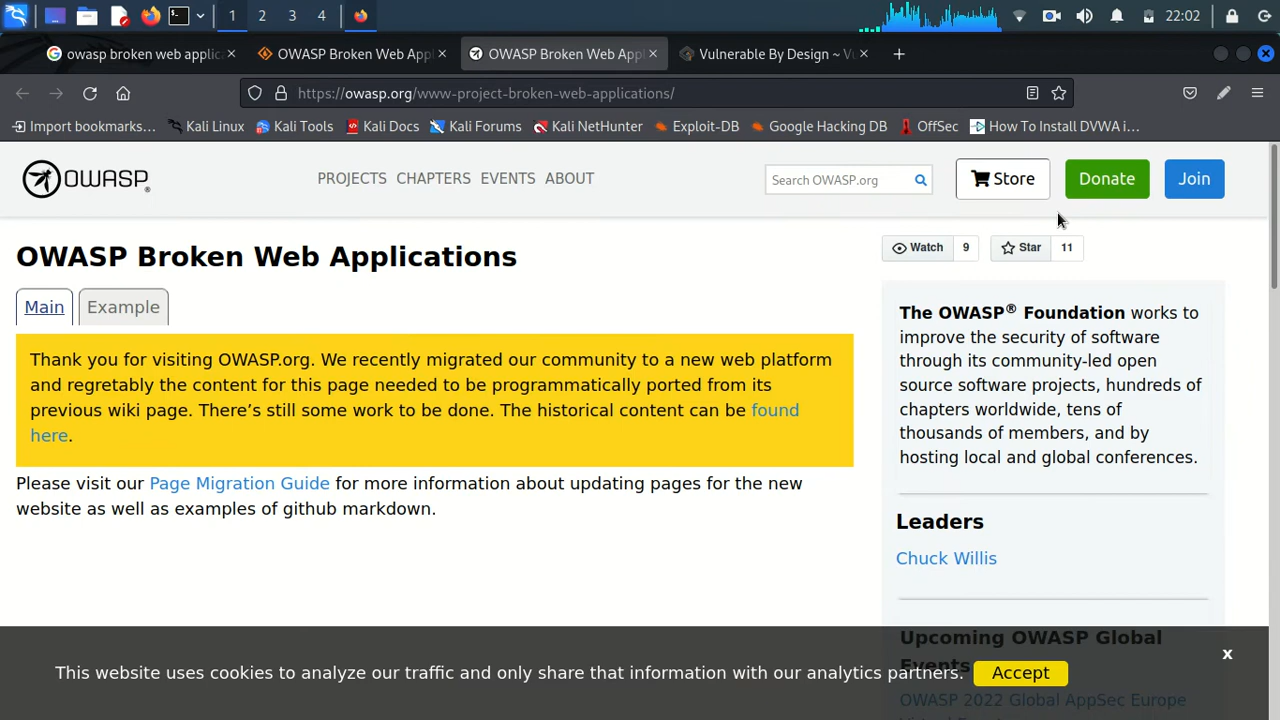 1 2 3 4
22:02
owasp broken web applica
OWASP Broken Web App
OWASP Broken Web Appl
Vulnerable By Design ~ Vu
https://owasp.org/www-project-broken-web-applications/
Import bookmarks...
Kali Linux
Kali Tools
Kali Docs
Kali Forums
Kali NetHunter
Exploit-DB
Google Hacking DB
OffSec
How To Install DVWA i...
OWASP®
PROJECTS CHAPTERS EVENTS ABOUT
Search OWASP.org
Store
Donate
Join
OWASP Broken Web Applications
Watch 9
Star 11
Main
Example
Thank you for visiting OWASP.org. We recently migrated our community to a new web platform
and regretably the content for this page needed to be programmatically ported from its
previous wiki page. There's still some work to be done. The historical content can be found
here.
Please visit our Page Migration Guide for more information about updating pages for the new
website as well as examples of github markdown.
The OWASP® Foundation works to
improve the security of software
through its community-led open
source software projects, hundreds of
chapters worldwide, tens of
thousands of members, and by
hosting local and global conferences.
Leaders
Chuck Willis
Upcoming OWASP Global
Events
OWASP 2022 Global AppSec Europe
This website uses cookies to analyze our traffic and only share that information with our analytics partners.
Accept
x